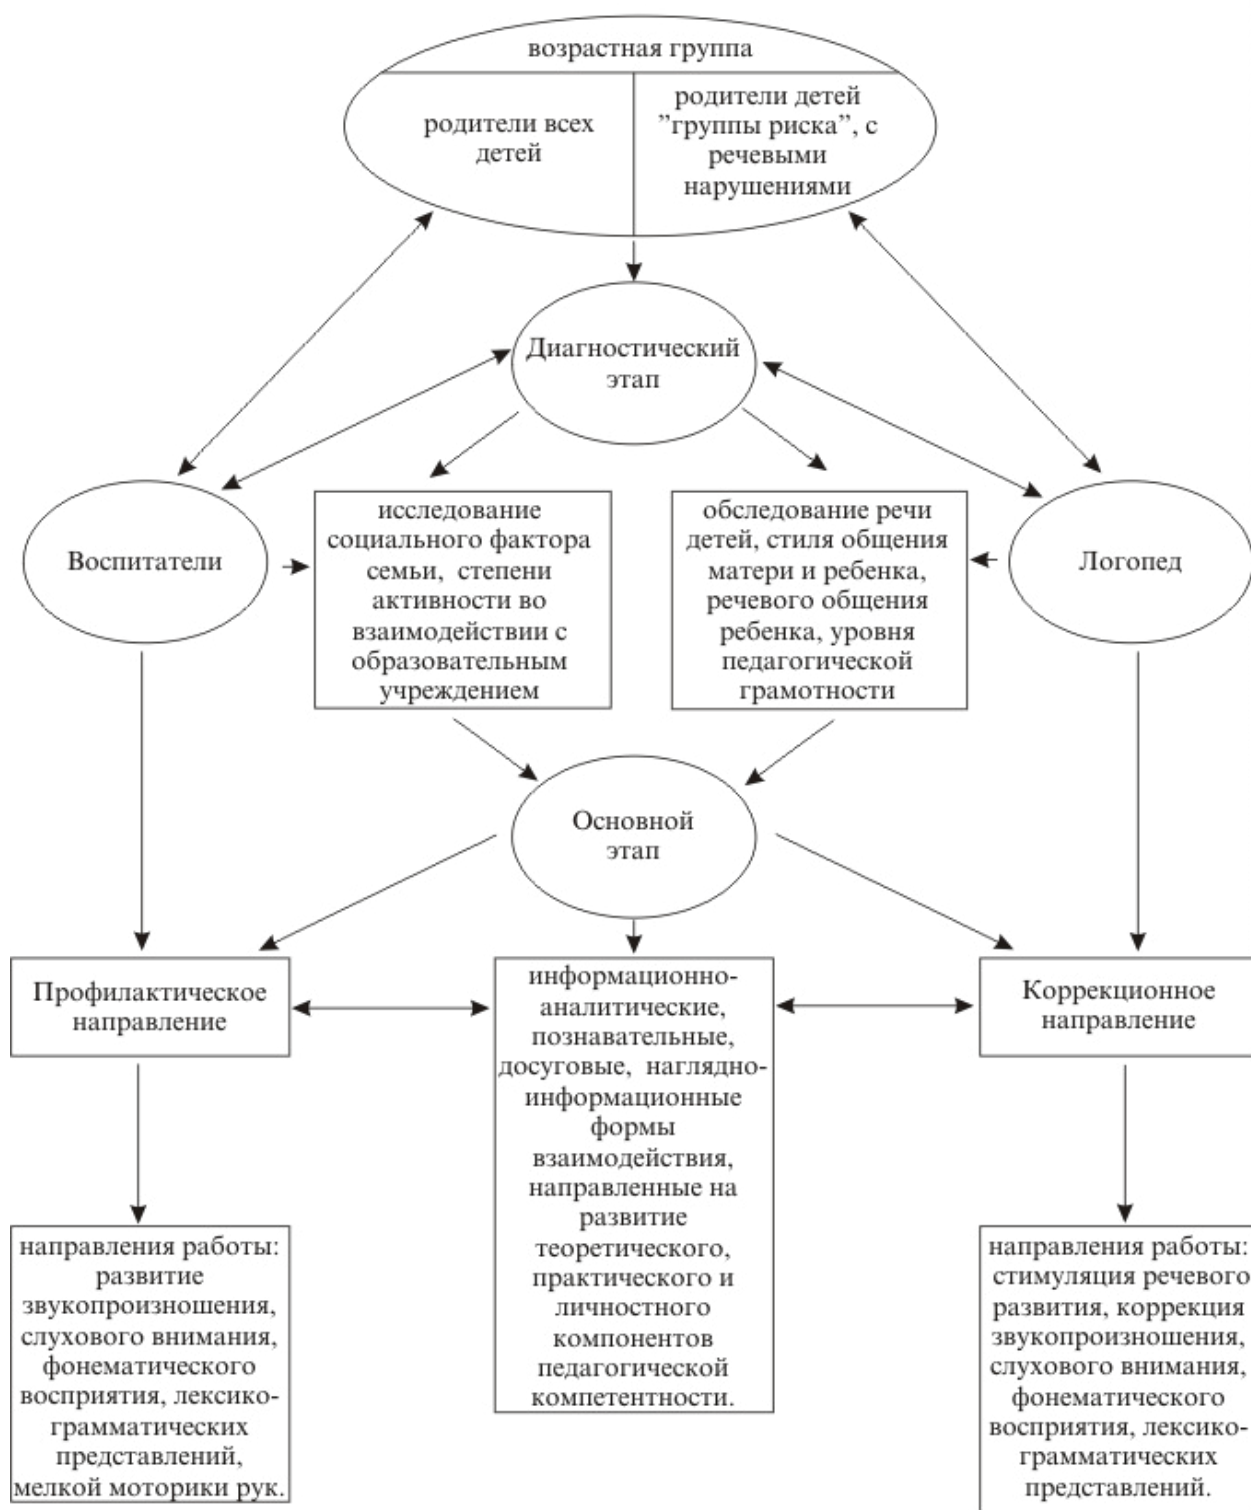 возрастная группа
родители всех
детей
родители детей
”группы риска”, с
речевыми
нарушениями
Диагностический
этап
Воспитатели
исследование
социального фактора
семьи, степени
активности во
взаимодействии с
образовательным
учреждением
обследование речи
детей, стиля общения
матери и ребенка,
речевого общения
ребенка, уровня
педагогической
грамотности
Логопед
Основной
этап
Профилактическое
направление
информационно-
аналитические,
познавательные,
досуговые, наглядно-
информационные
формы
взаимодействия,
направленные на
развитие
теоретического,
практического и
личностного
компонентов
педагогической
компетентности.
Коррекционное
направление
направления работы:
развитие
звукопроизношения,
слухового внимания,
фонематического
восприятия, лексико-
грамматических
представлений,
мелкой моторики рук.
направления работы:
стимуляция речевого
развития, коррекция
звукопроизношения,
слухового внимания,
фонематического
восприятия, лексико-
грамматических
представлений.